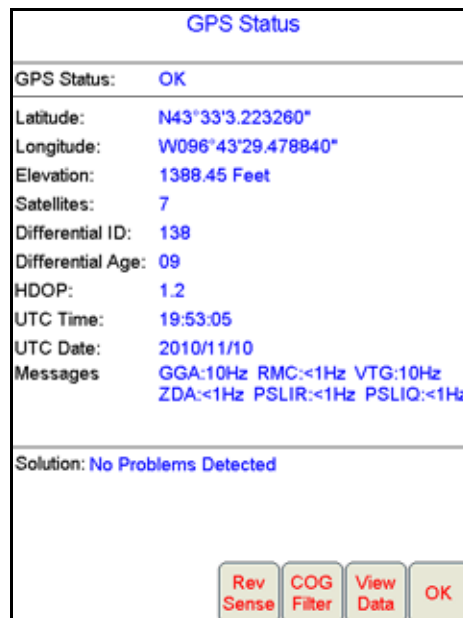 GPS Status
GPS Status: OK
Latitude: N43°33'3.223260"
Longitude: W096°43'29.478840"
Elevation: 1388.45 Feet
Satellites: 7
Differential ID: 138
Differential Age: 09
HDOP: 1.2
UTC Time: 19:53:05
UTC Date: 2010/11/10
Messages GGA:10Hz RMC:<1Hz VTG:10Hz
ZDA:<1Hz PSLIR:<1Hz PSLIQ:<1Hz
Solution: No Problems Detected
Rev Sense
COG Filter
View Data
OK